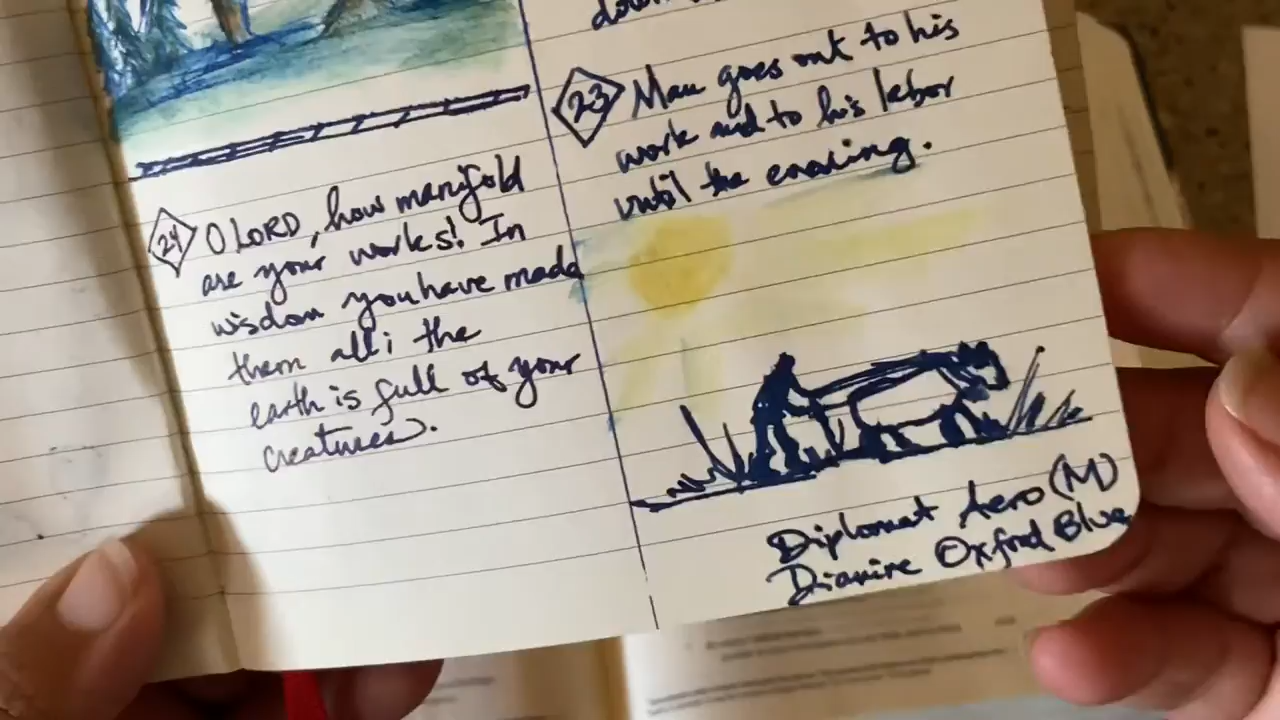 down
23 Man goes out to his
work and to his labor
until the evening.
24 O LORD, how manifold
are your works! In
wisdom you have made
them all; the
earth is full of your
creatures.
Diplomat Aero (M)
Diamine Oxford Blue